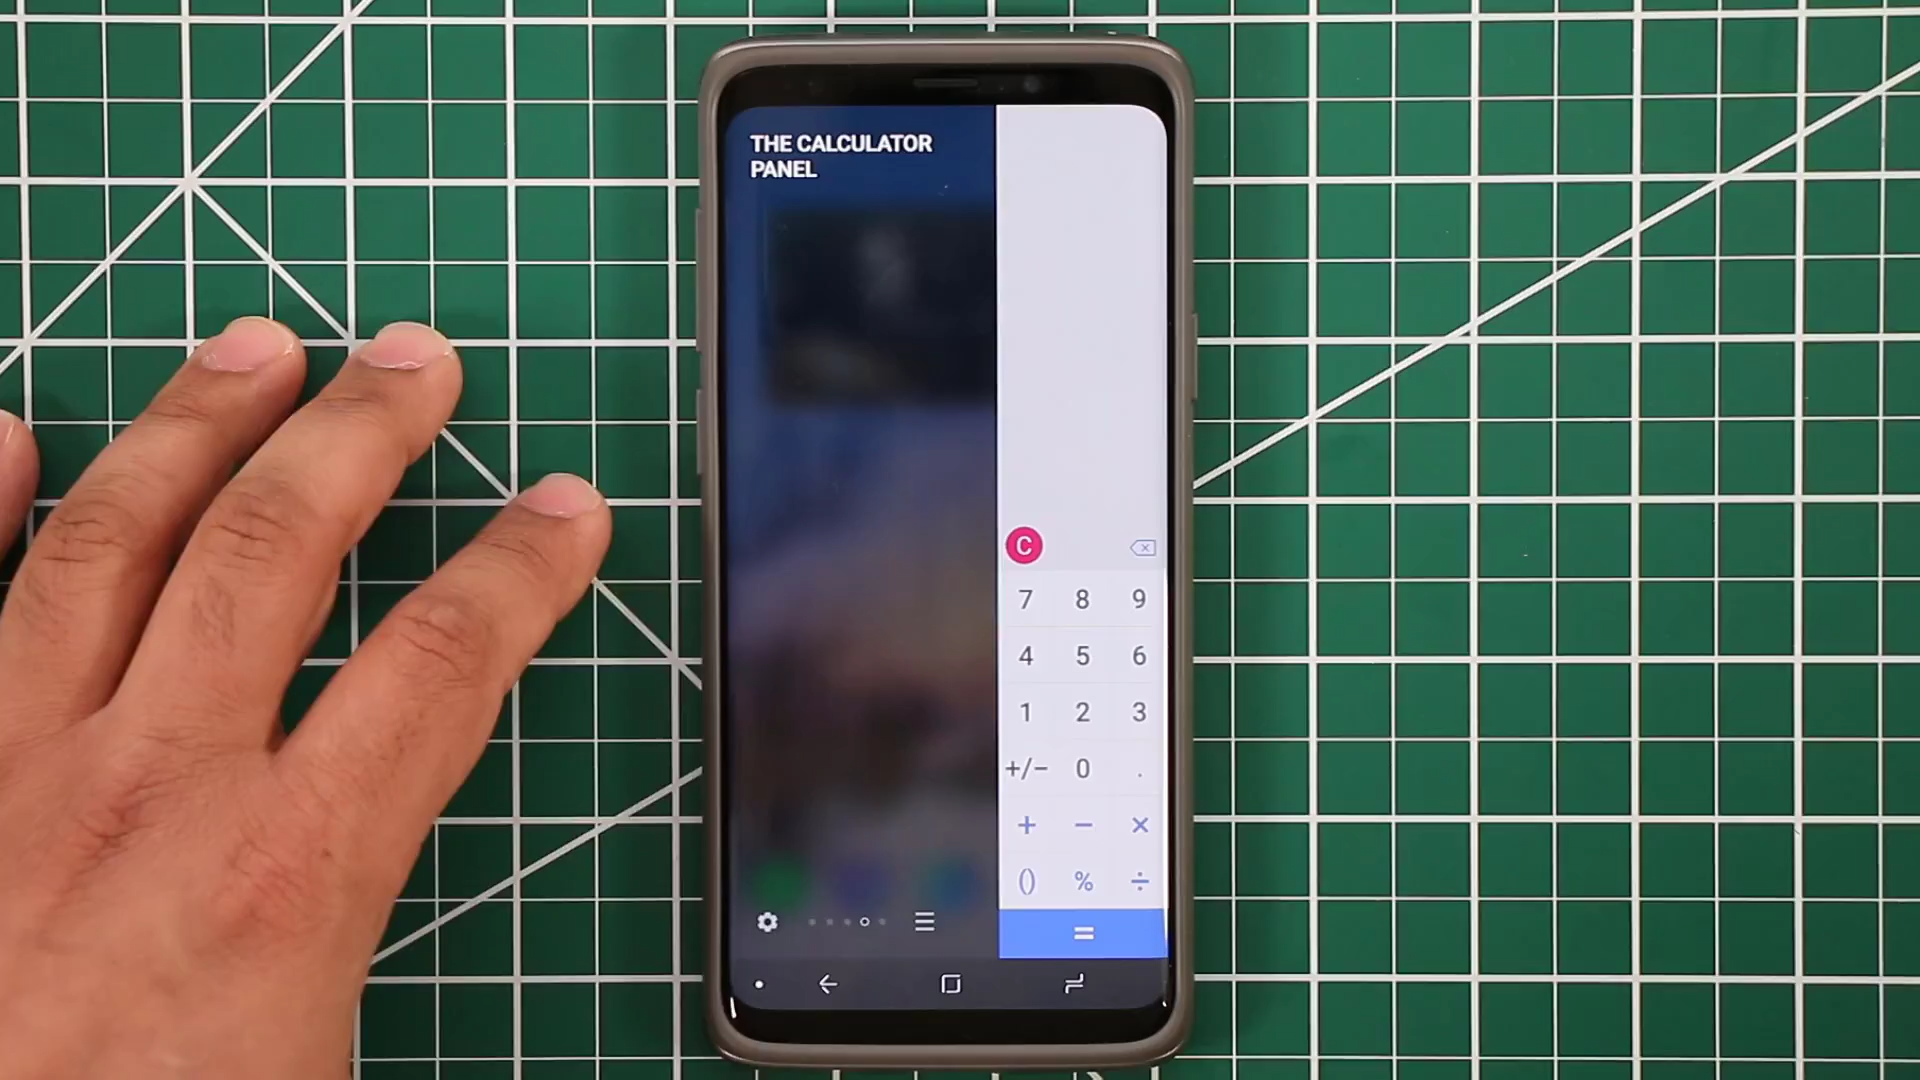 THE CALCULATOR
PANEL
C
7 8 9
4 5 6
1 2 3
+/− 0 .
+ − ×
() % ÷
=